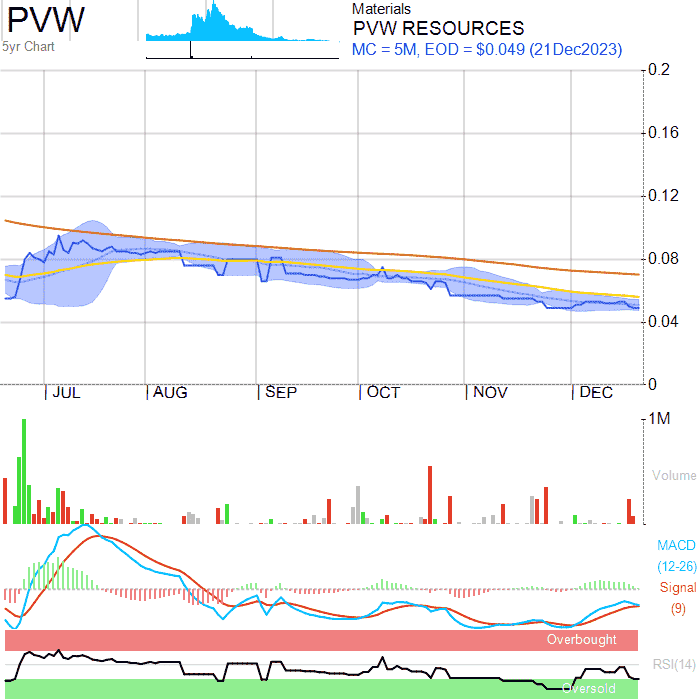 PVW
5yr Chart
Materials
PVW RESOURCES
MC = 5M, EOD = $0.049 (21Dec2023)
0.2
0.16
0.12
0.08
0.04
0
JUL AUG SEP OCT NOV DEC
1M
Volume
MACD
(12-26)
Signal
(9)
Overbought
RSI(14)
Oversold